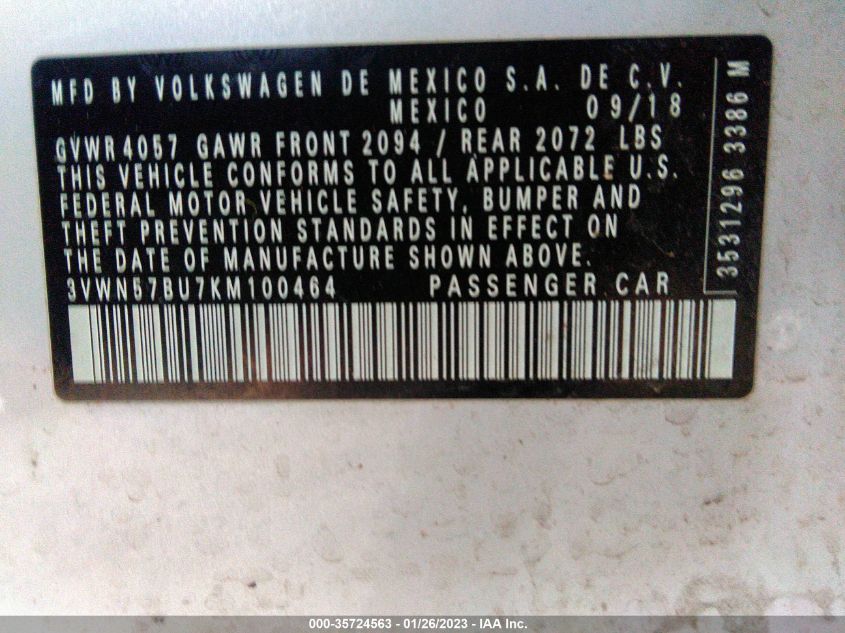 MFD BY VOLKSWAGEN DE MEXICO S.A. DE C.V.
MEXICO 09/18
GVWR 4057 GAWR FRONT 2094 / REAR 2072 LBS
THIS VEHICLE CONFORMS TO ALL APPLICABLE U.S.
FEDERAL MOTOR VEHICLE SAFETY, BUMPER AND
THEFT PREVENTION STANDARDS IN EFFECT ON
THE DATE OF MANUFACTURE SHOWN ABOVE.
3VWN57BU7KM100464 PASSENGER CAR
3531296 3386 M
000-35724563 - 01/26/2023 - IAA Inc.